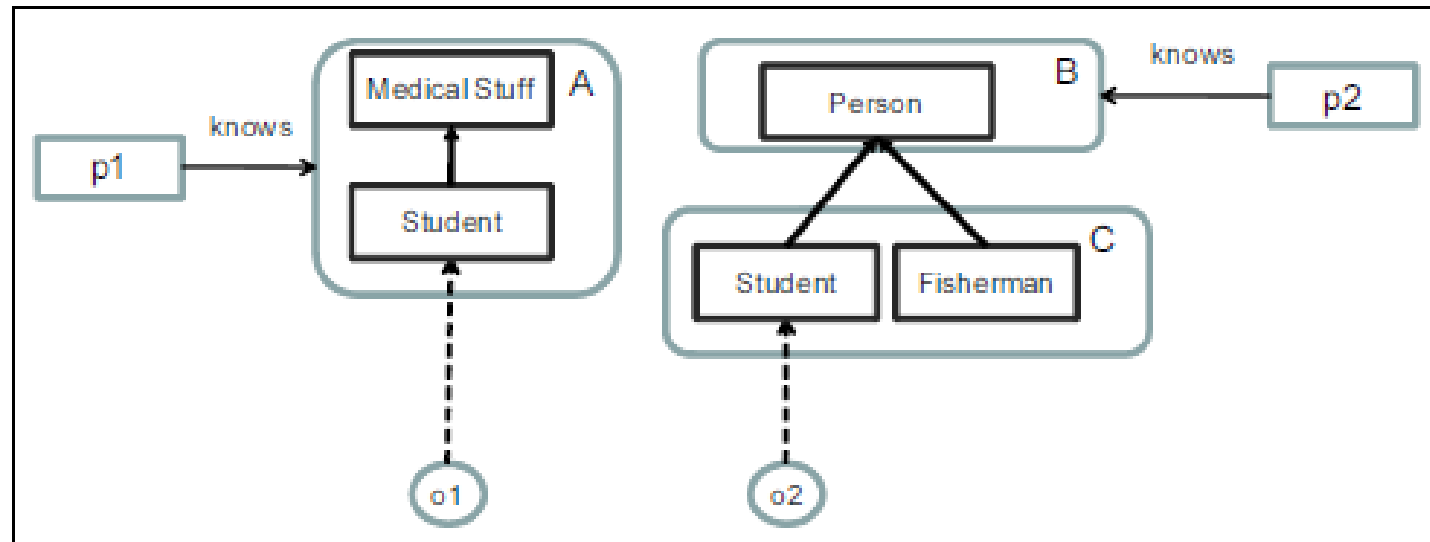 knows
p1
Medical Stuff
A
Student
o1
Person
B
knows
p2
Student
Fisherman
C
o2